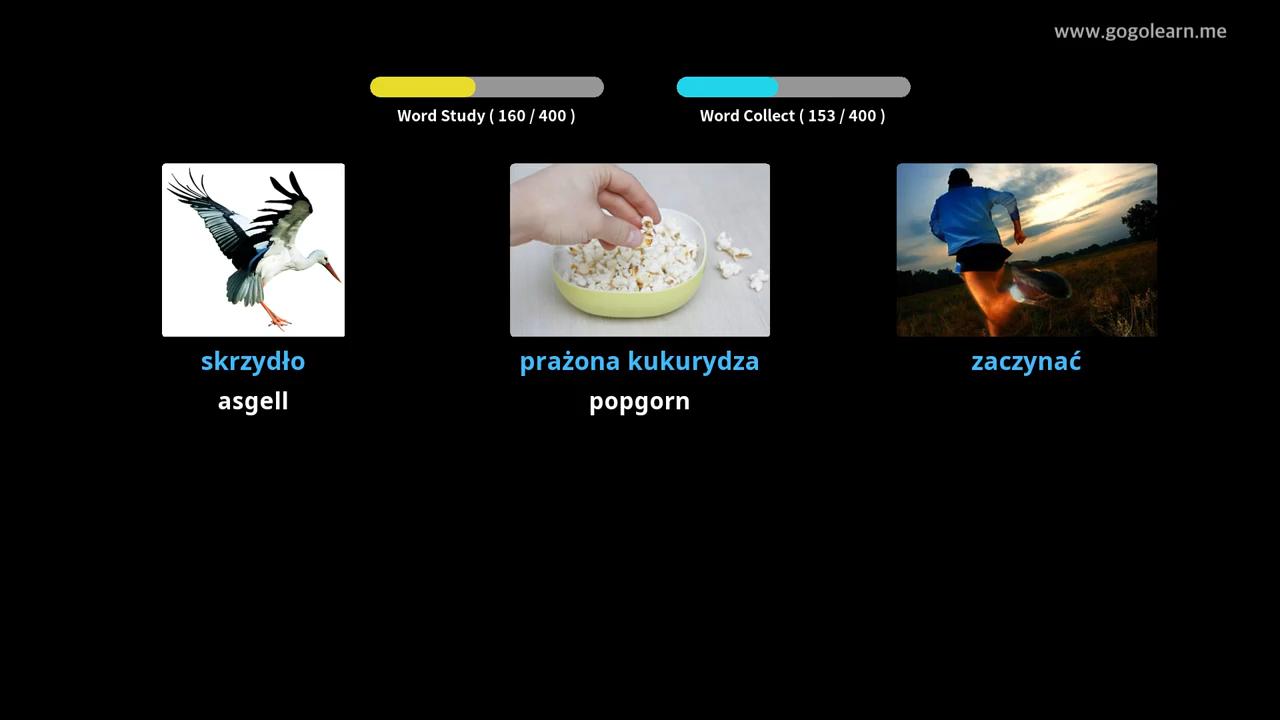 www.gogolearn.me
Word Study ( 160 / 400 )
Word Collect ( 153 / 400 )
skrzydło
asgell
prażona kukurydza
popgorn
zaczynać